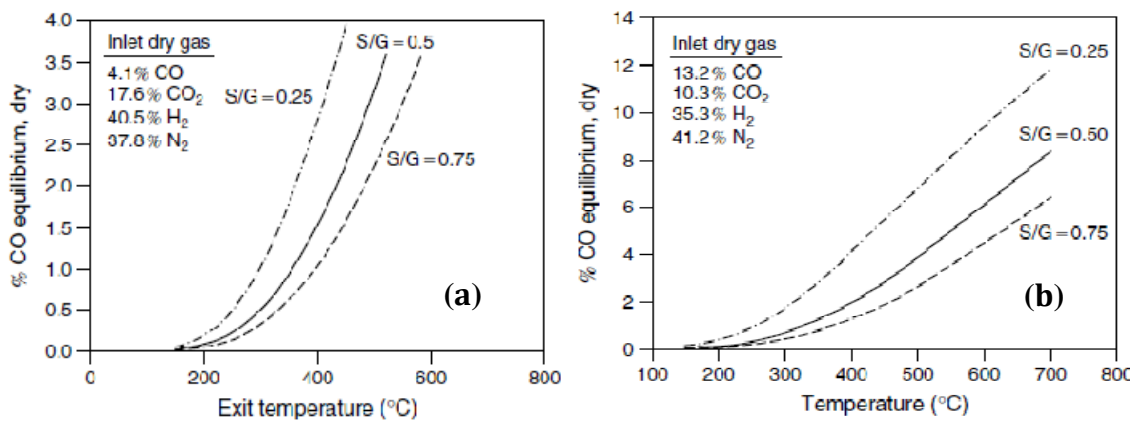 4.0
3.5
3.0
2.5
2.0
1.5
1.0
0.5
0.0
% CO equilibrium, dry
Inlet dry gas
4.1% CO
17.6% CO₂
40.5% H₂
37.8% N₂
S/G=0.5
S/G=0.25
S/G=0.75
(a)
0 200 400 600 800
Exit temperature (°C)
14
12
10
8
6
4
2
0
% CO equilibrium, dry
Inlet dry gas
13.2% CO
10.3% CO₂
35.3% H₂
41.2% N₂
S/G=0.25
S/G=0.50
S/G=0.75
(b)
100 200 300 400 500 600 700 800
Temperature (°C)